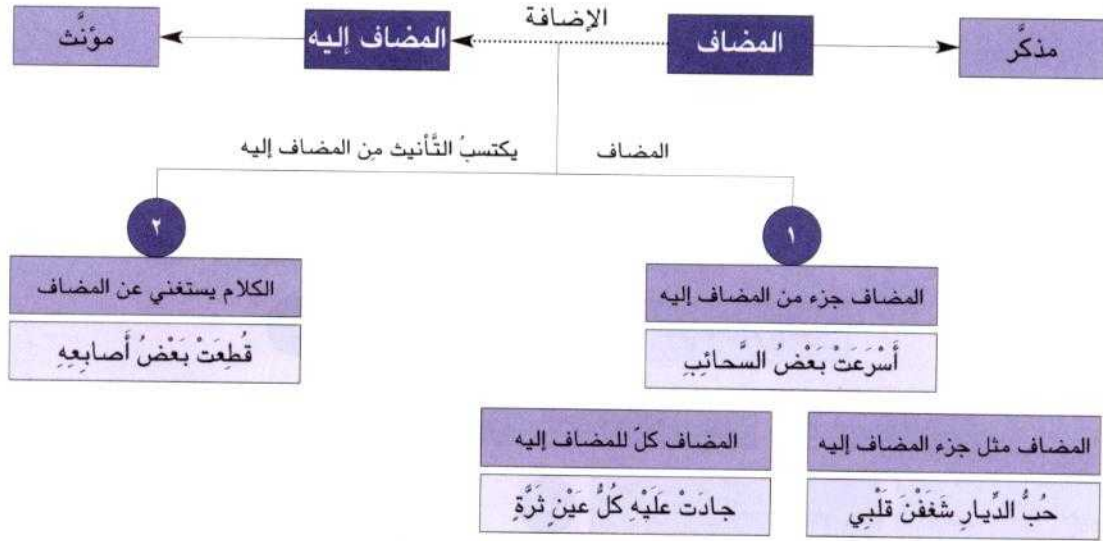 الإضافة
مذكَّر
المضاف
المضاف إليه
مؤنَّث
المضاف يكتسبُ التَّأنيث مِن المضاف إليه
١
المضاف جزء من المضاف إليه
أَسْرَعَتْ بَعْضُ السَّحائِبِ
المضاف مثل جزء المضاف إليه
حُبُّ الدِّيارِ شَغَفْنَ قَلْبِي
المضاف كلّ للمضاف إليه
جادَتْ عَلَيْهِ كُلُّ عَيْنٍ ثَرَّةٍ
٢
الكلام يستغني عن المضاف
قُطِعَتْ بَعْضُ أَصابِعِهِ